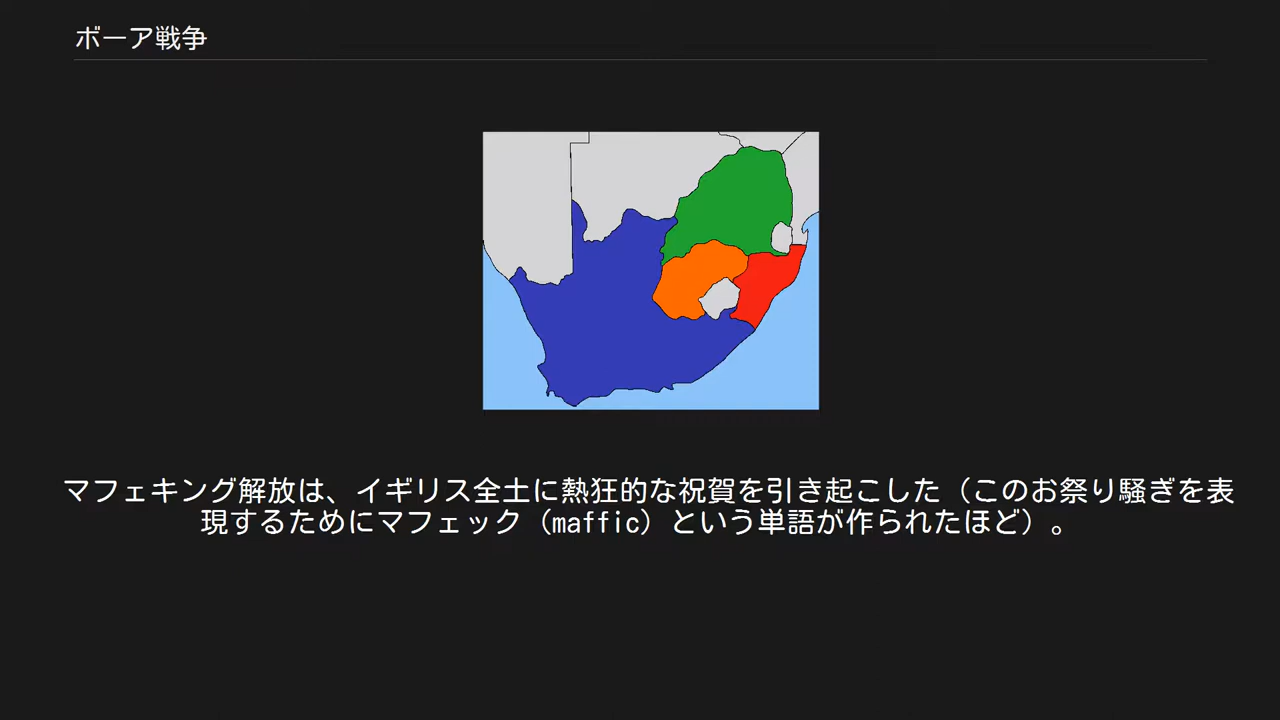 ボーア戦争
マフェキング解放は、イギリス全土に熱狂的な祝賀を引き起こした（このお祭り騒ぎを表
現するためにマフェック（maffic）という単語が作られたほど）。